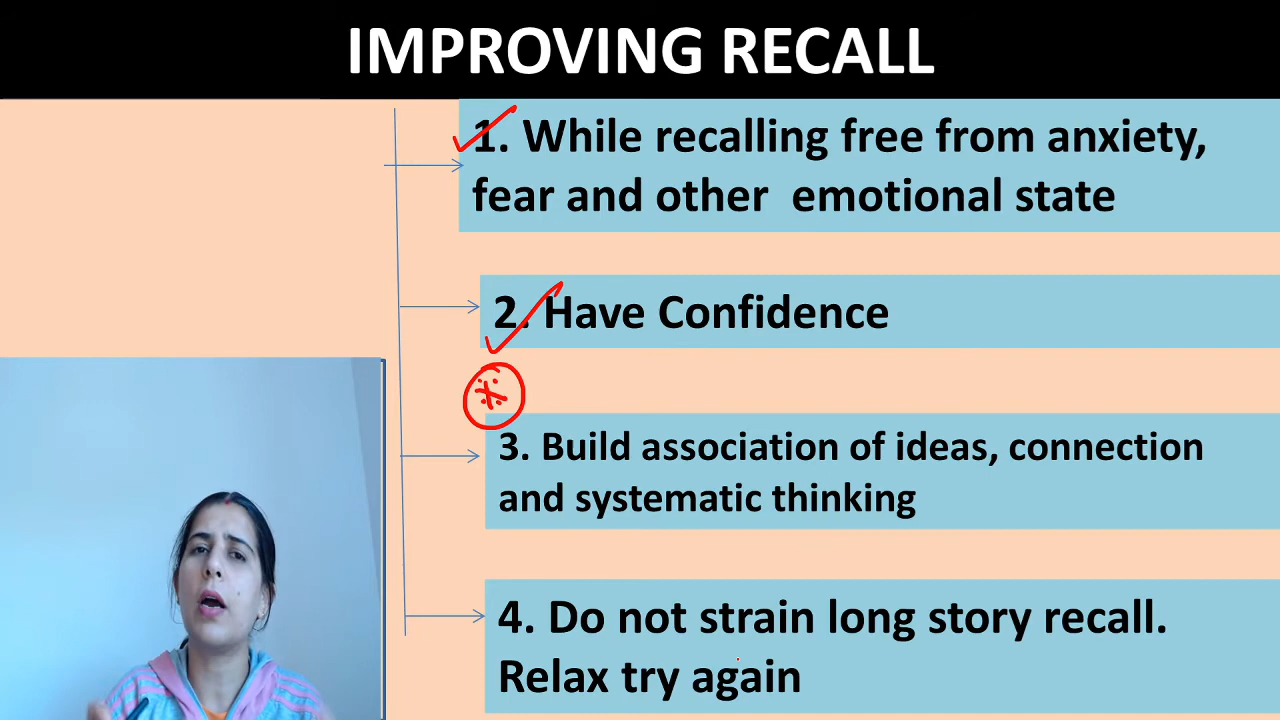 IMPROVING RECALL
1. While recalling free from anxiety,
fear and other emotional state
2. Have Confidence
3. Build association of ideas, connection
and systematic thinking
4. Do not strain long story recall.
Relax try again